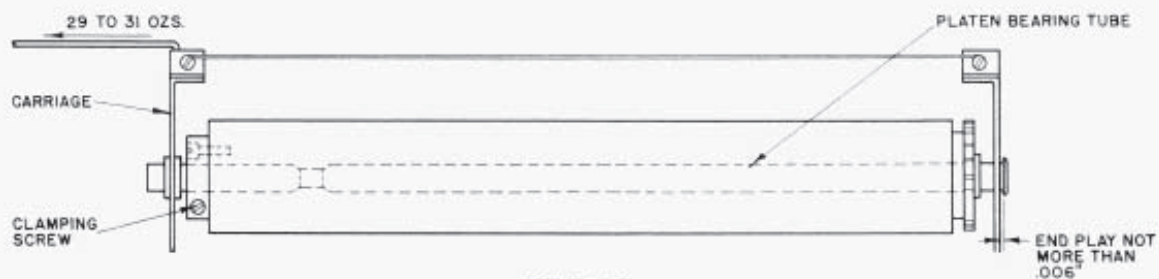 29 TO 31 OZS.
PLATEN BEARING TUBE
CARRIAGE
CLAMPING
SCREW
END PLAY NOT
MORE THAN
.006"